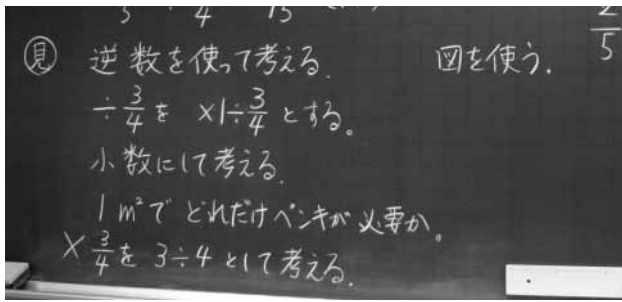 ㊟見 逆数を使って考える。 図を使う。 2/5
÷3/4を ×1÷3/4とする。
小数にして考える。
1m²でどれだけペンキが必要か。
×3/4を 3÷4として考える。